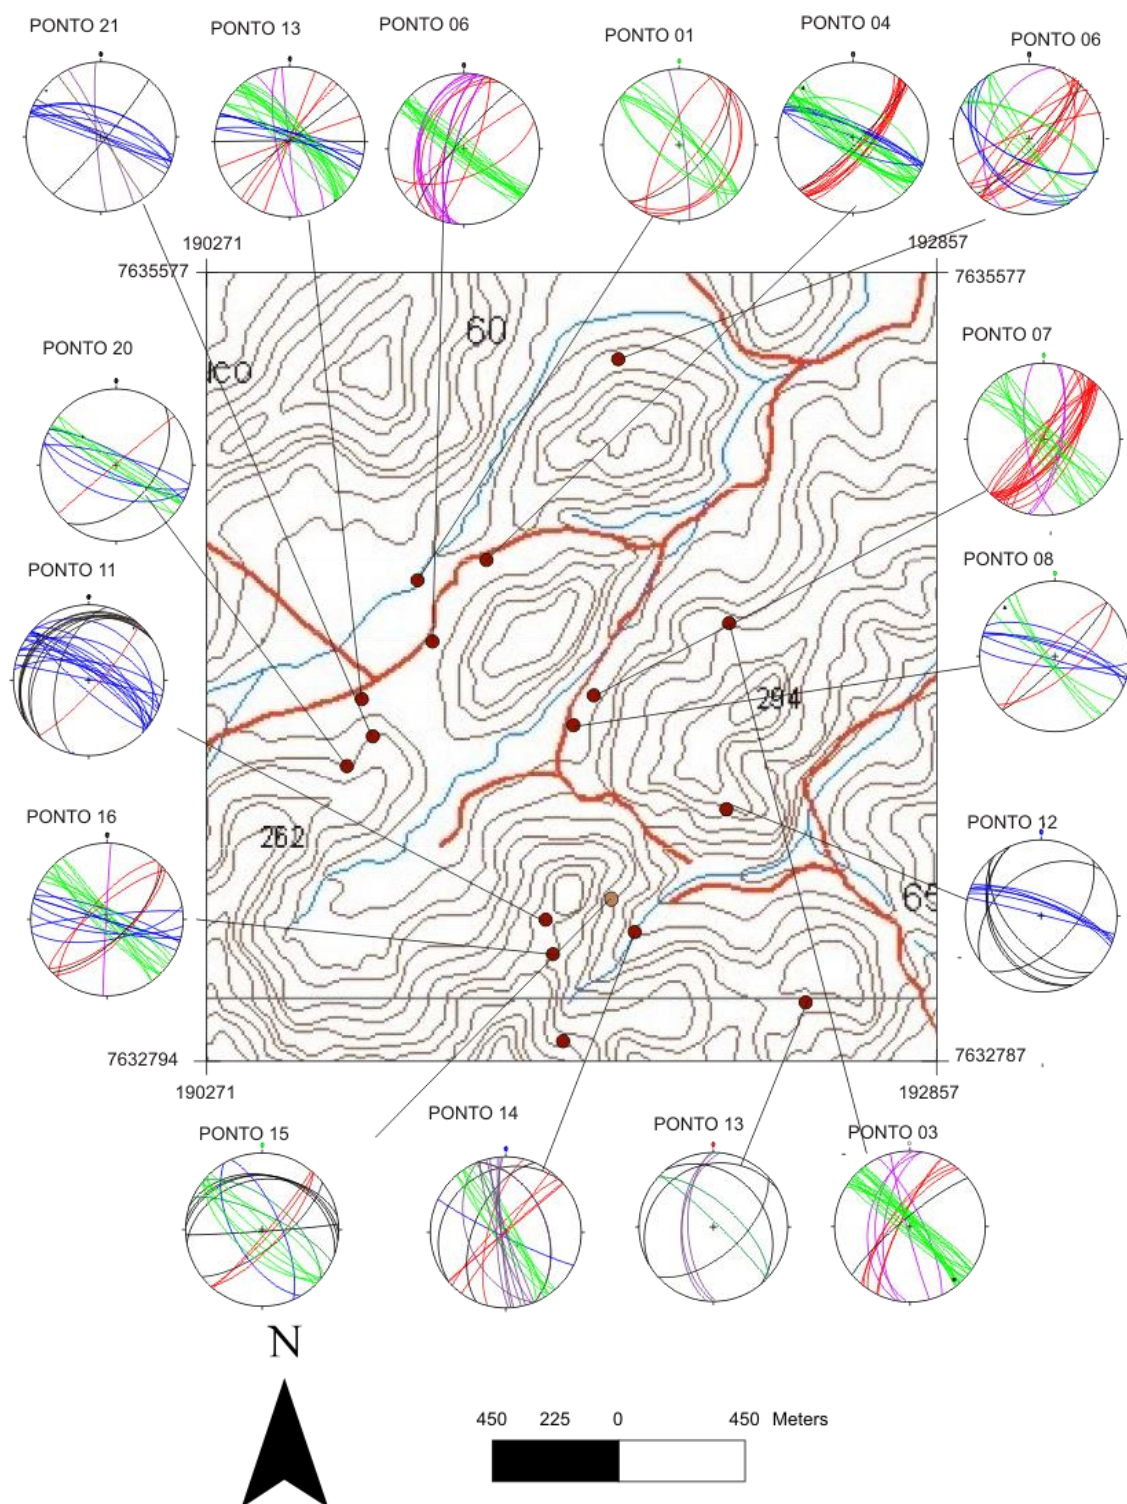 PONTO 21
PONTO 13
PONTO 06
PONTO 01
PONTO 04
PONTO 06
190271
192857
7635577
7635577
60
PONTO 07
PONTO 20
PONTO 08
PONTO 11
294
PONTO 16
262
PONTO 12
7632794
7632787
190271
192857
PONTO 15
PONTO 14
PONTO 13
PONTO 03
N
450 225 0 450 Meters